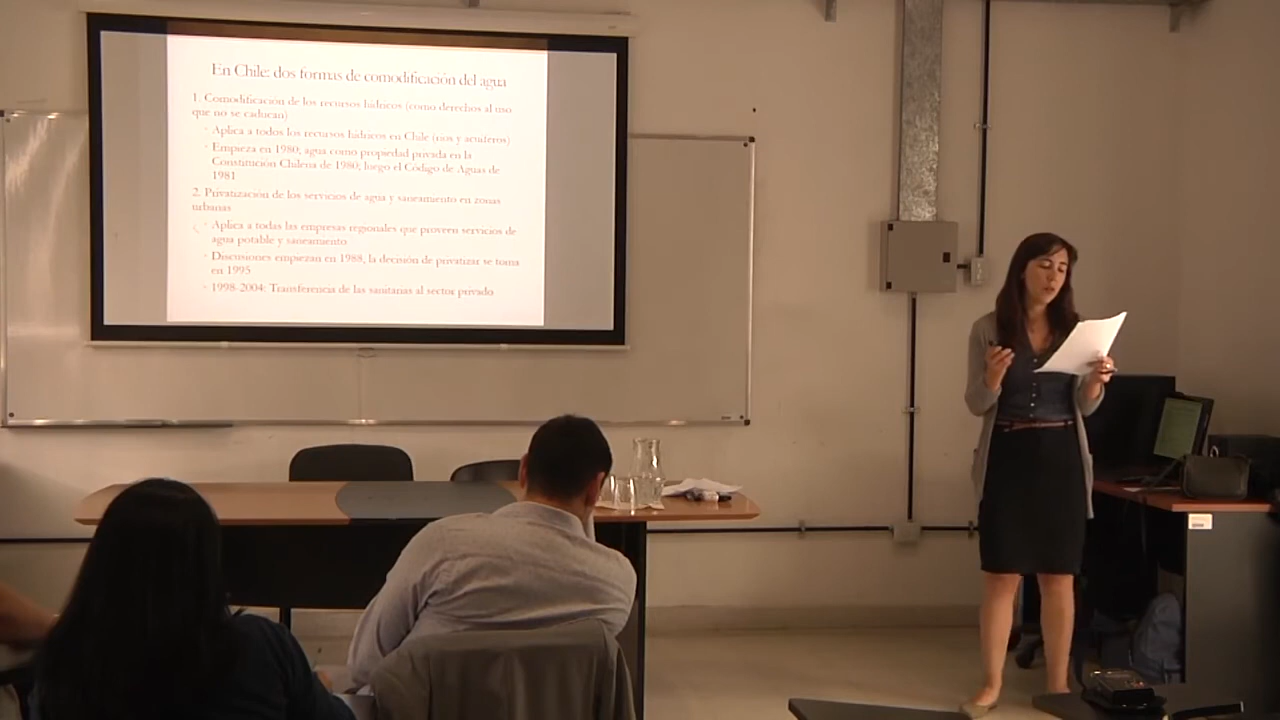 En Chile: dos formas de comodificación del agua
1. Comodificación de los recursos hídricos (como derechos al uso
que no se caducan)
Aplica a todos los recursos hídricos en Chile (ríos y acuíferos)
Empieza en 1980; agua como propiedad privada en la
Constitución Chilena de 1980; luego el Código de Aguas de
1981
2. Privatización de los servicios de agua y saneamiento en zonas
urbanas
Aplica a todas las empresas regionales que proveen servicios de
agua potable y saneamiento
Discusiones empiezan en 1988, la decisión de privatizar se toma
en 1995
1998-2004: Transferencia de las sanitarias al sector privado